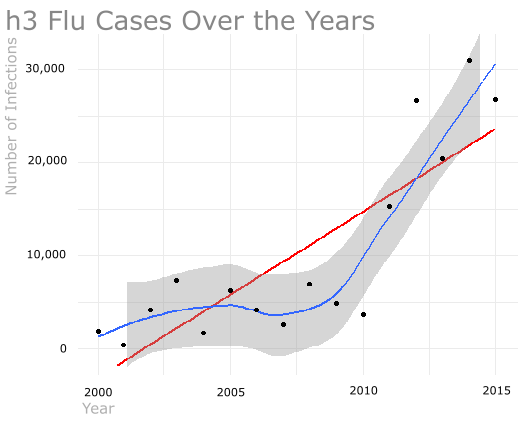 h3 Flu Cases Over the Years
Number of Infections
30,000
20,000
10,000
0
2000
2005
2010
2015
Year